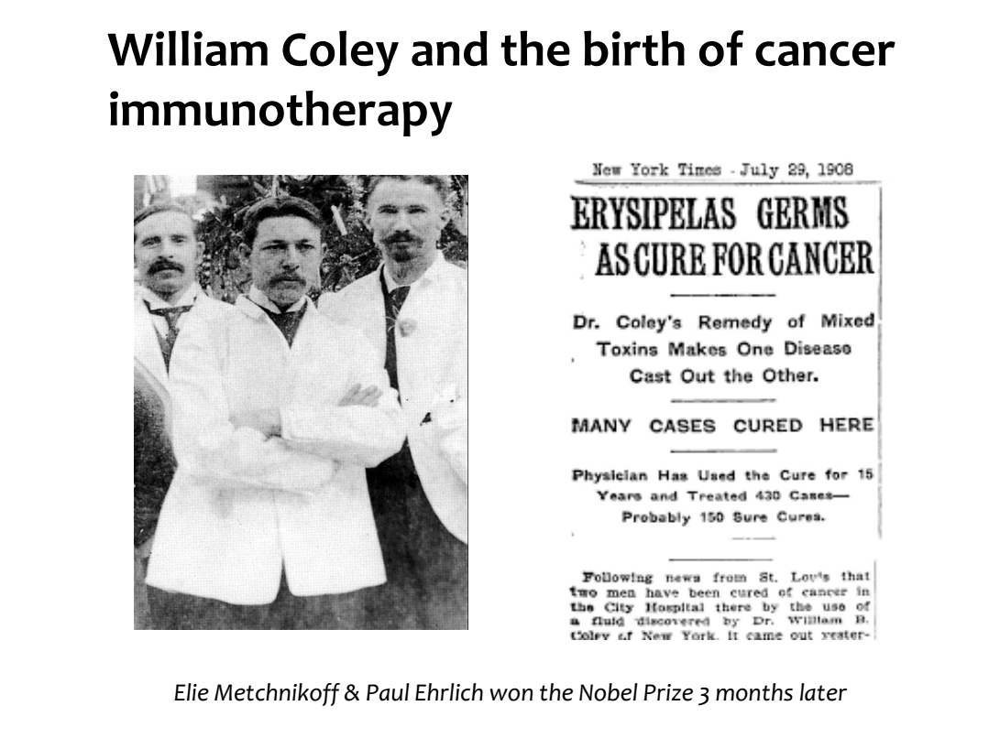 William Coley and the birth of cancer
immunotherapy
New York Times - July 29, 1908
ERYSIPELAS GERMS
AS CURE FOR CANCER
Dr. Coley's Remedy of Mixed
Toxins Makes One Disease
Cast Out the Other.
MANY CASES CURED HERE
Physician Has Used the Cure for 15
Years and Treated 430 Cases—
Probably 150 Sure Cures.
Following news from St. Louis that
two men have been cured of cancer in
the City Hospital there by the use of
a fluid discovered by Dr. William B.
Coley of New York, it came out yester-
Elie Metchnikoff & Paul Ehrlich won the Nobel Prize 3 months later